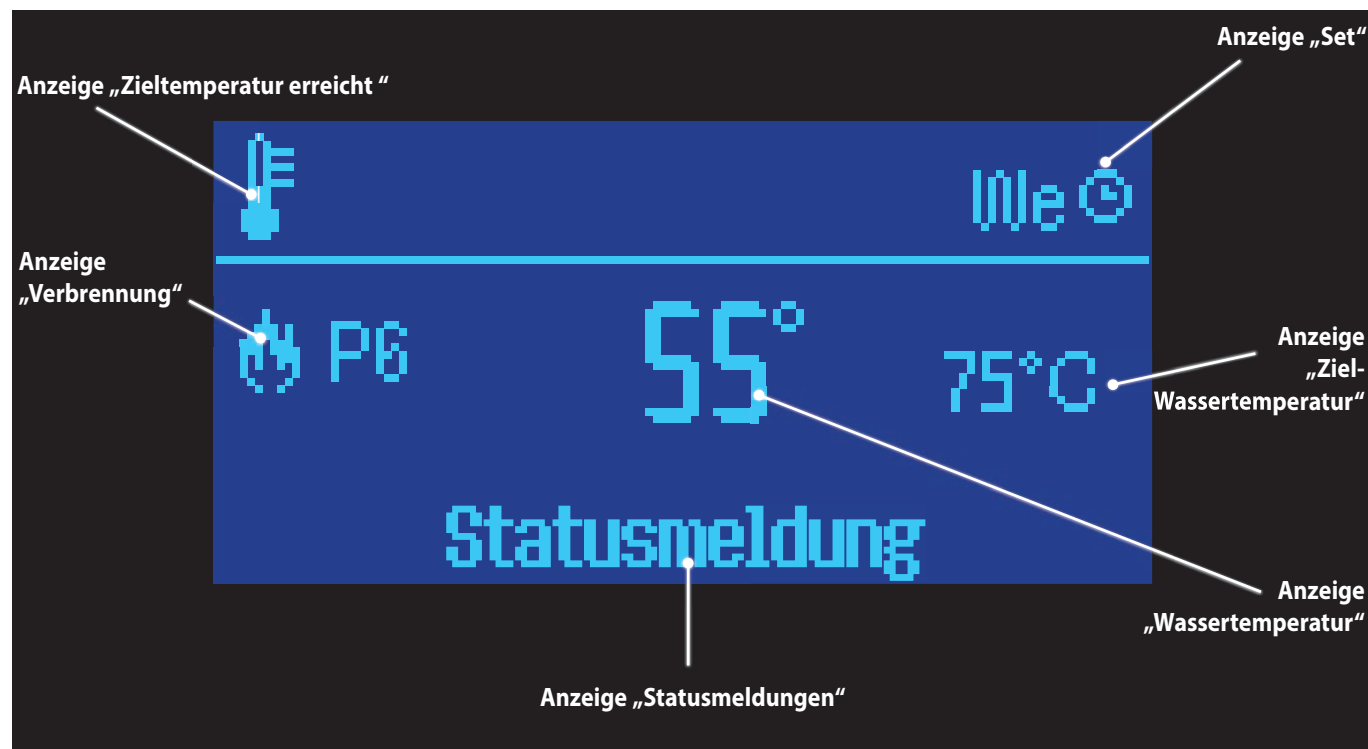 Anzeige „Set“
Anzeige „Zieltemperatur erreicht “
We
Anzeige
„Verbrennung“
P6
55°
75°C
Anzeige
„Ziel-
Wassertemperatur“
Statusmeldung
Anzeige
„Wassertemperatur“
Anzeige „Statusmeldungen“